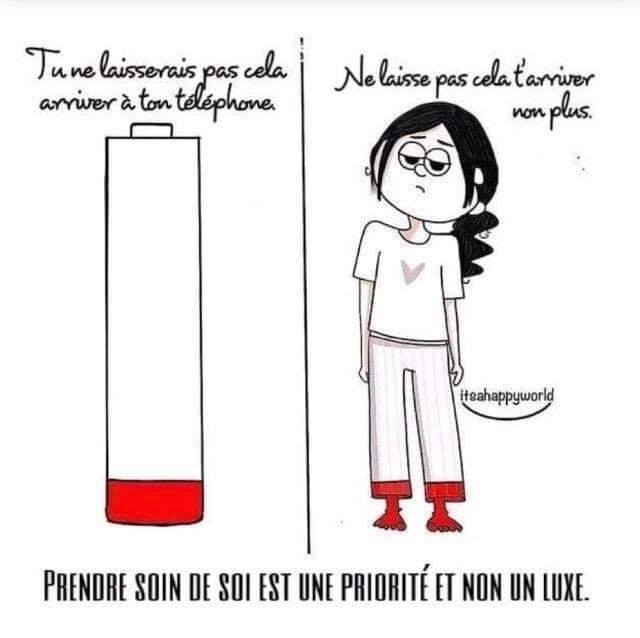 Tu ne laisserais pas cela
arriver à ton téléphone.
Ne laisse pas cela t'arriver
non plus.
itsahappyworld
PRENDRE SOIN DE SOI EST UNE PRIORITÉ ET NON UN LUXE.